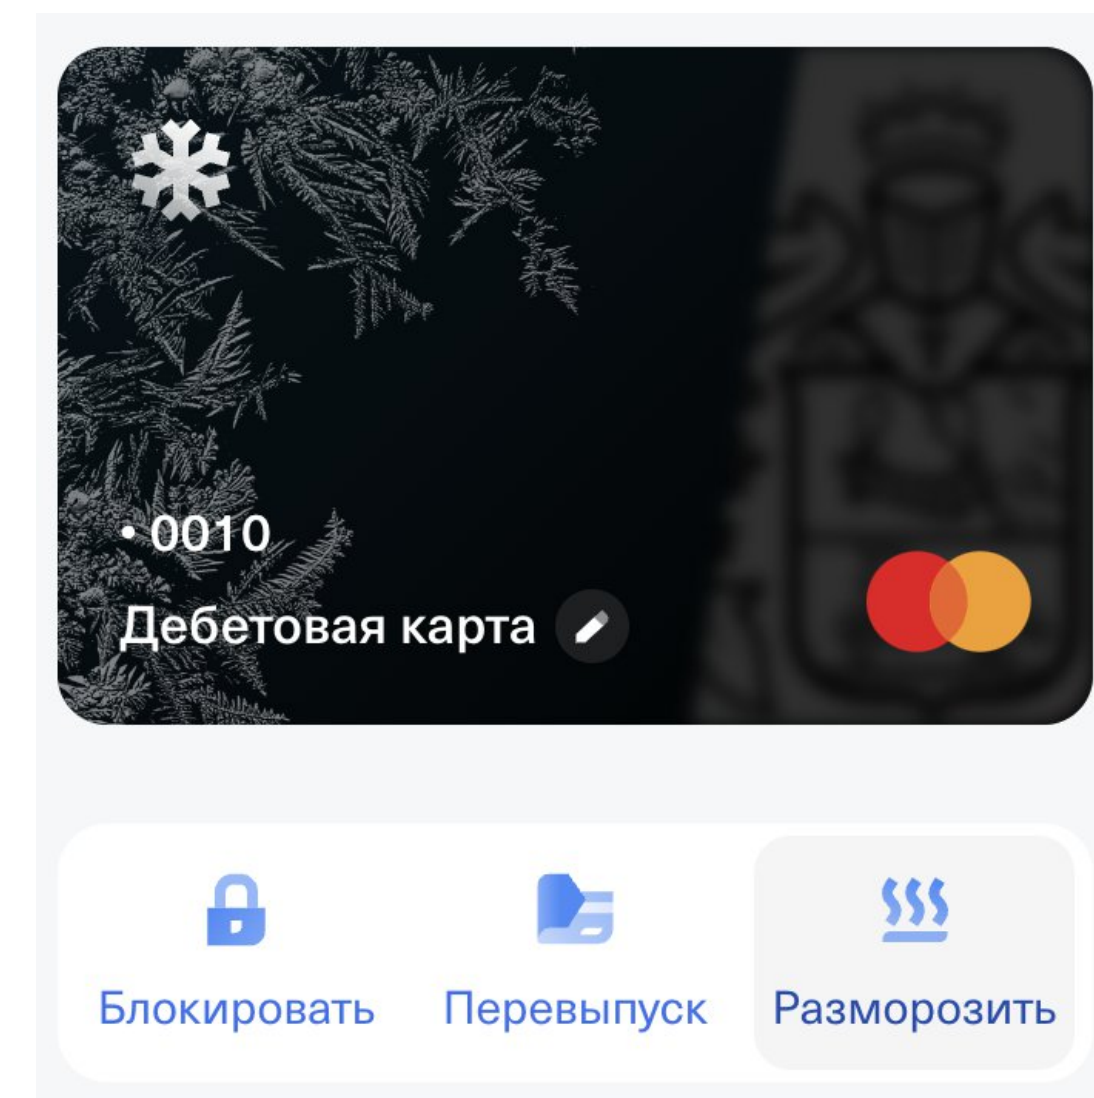 • 0010
Дебетовая карта
Блокировать
Перевыпуск
Разморозить